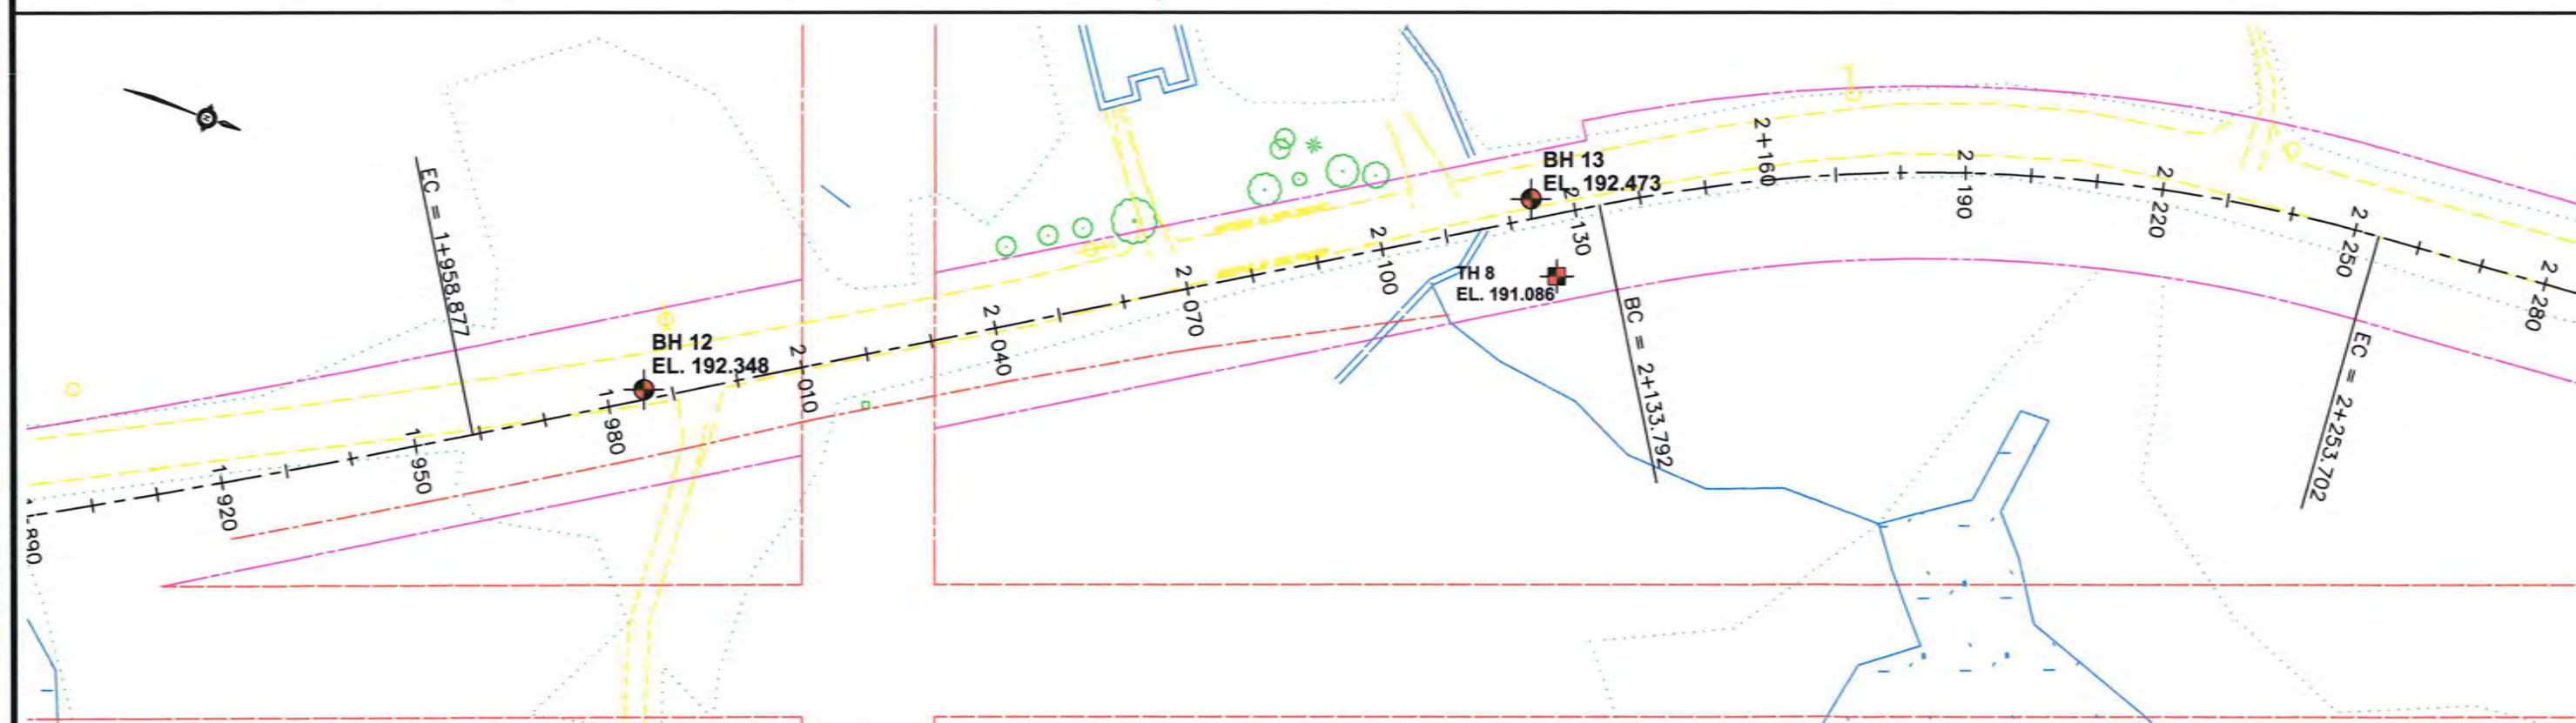 N
EC = 1+958.877
BH 12
EL. 192.348
BH 13
EL. 192.473
TH 8
EL. 191.086
BC = 2+133.792
EC = 2+253.702
890
1+920
1+950
1+980
2+010
2+040
2+070
2+100
2+130
2+160
2+190
2+220
2+250
2+280